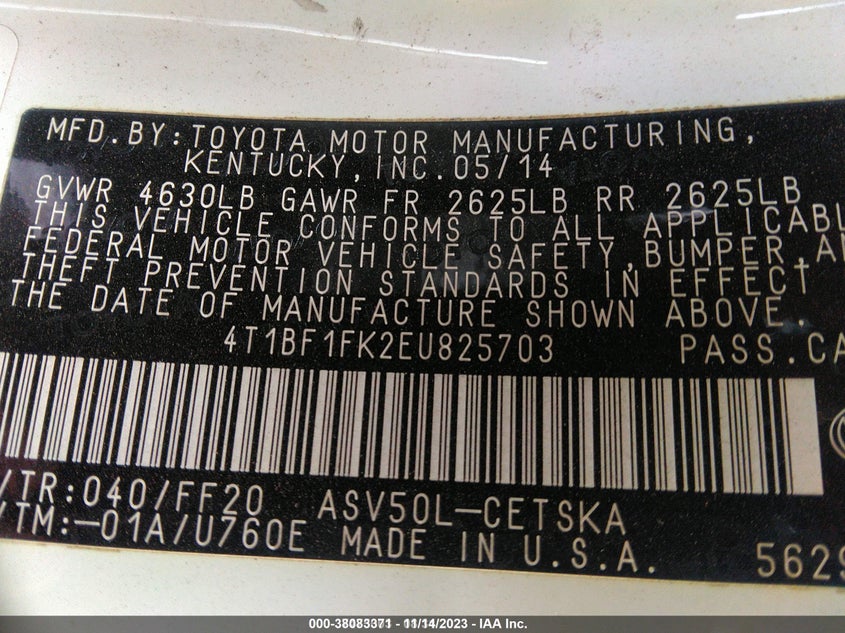 MFD.BY:TOYOTA MOTOR MANUFACTURING,
KENTUCKY,INC.05/14
GVWR 4630LB GAWR FR 2625LB RR 2625LB
THIS VEHICLE CONFORMS TO ALL APPLICABL
FEDERAL MOTOR VEHICLE SAFETY,BUMPER,AN
THEFT PREVENTION STANDARDS IN EFFECT
THE DATE OF MANUFACTURE SHOWN ABOVE.
4T1BF1FK2EU825703 PASS.CA
/TR:040/FF20 ASV50L-CETSKA
/TM:-01A/U760E MADE IN U.S.A. 5629
000-38083371 - 11/14/2023 - IAA Inc.